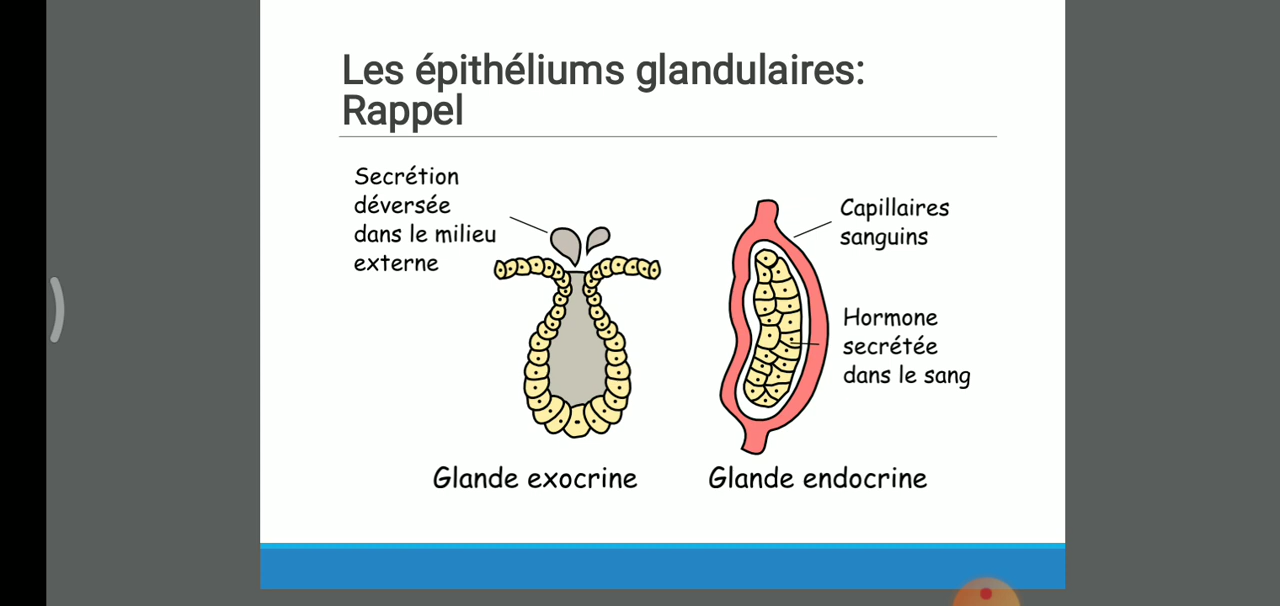 Les épithéliums glandulaires:
Rappel
Secrétion
déversée
dans le milieu
externe
Capillaires
sanguins
Hormone
secrétée
dans le sang
Glande exocrine
Glande endocrine